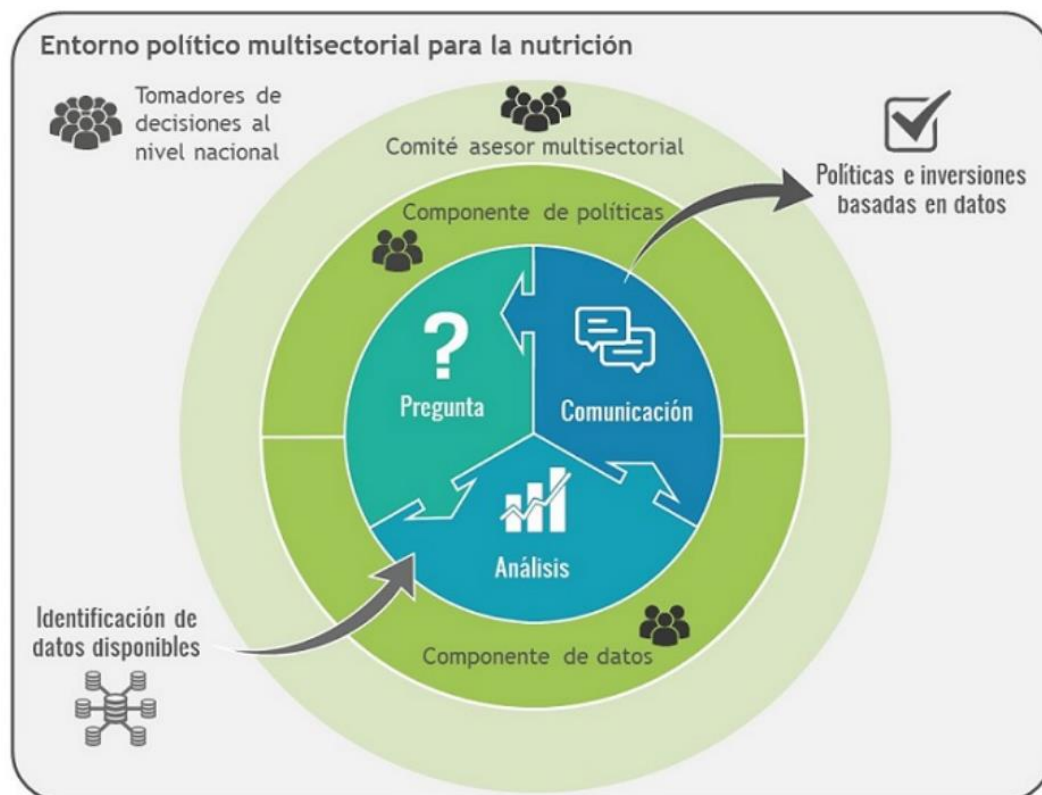 Entorno político multisectorial para la nutrición
Tomadores de
decisiones al
nivel nacional
Comité asesor multisectorial
Políticas e inversiones
basadas en datos
Componente de políticas
?
Pregunta
Comunicación
Análisis
Identificación de
datos disponibles
Componente de datos